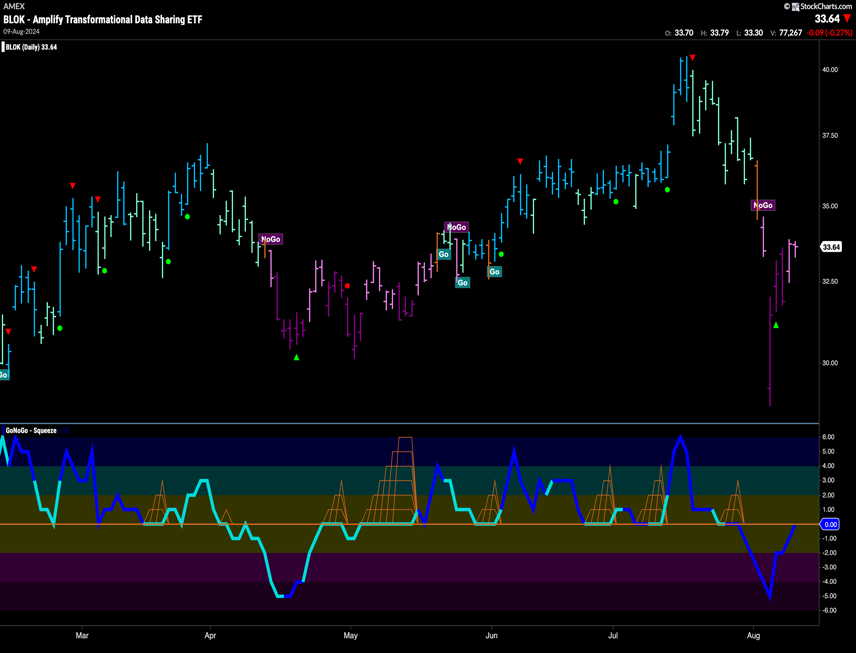 AMEX © StockCharts.com
BLOK - Amplify Transformational Data Sharing ETF 33.64
09-Aug-2024 O: 33.70 H: 33.79 L: 33.30 V: 77,267 -0.09 (-0.27%)
BLOK (Daily) 33.64
40.00
37.50
NoGo
35.00
NoGo
NoGo
33.64
Go
Go
Go
32.50
30.00
Go
GoNoGo - Squeeze
6.00
5.00
4.00
3.00
2.00
1.00
0.00
-1.00
-2.00
-3.00
-4.00
-5.00
-6.00
Mar Apr May Jun Jul Aug